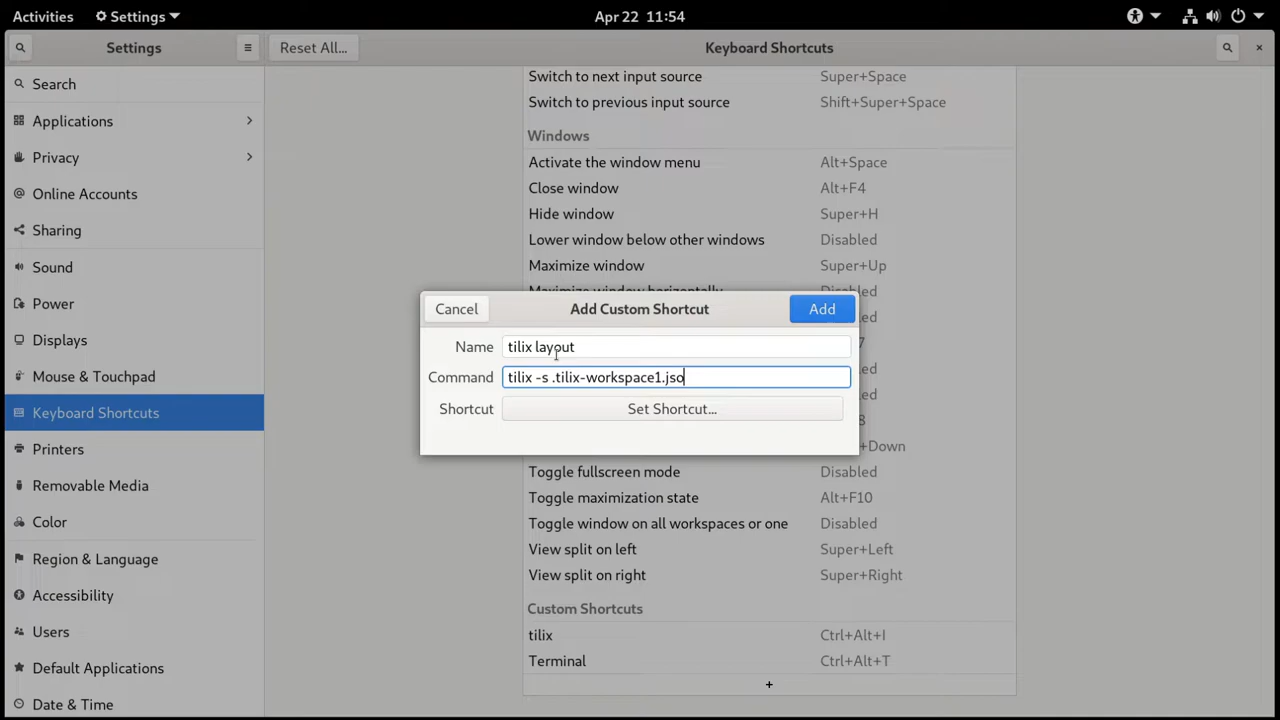 Activities Settings Apr 22 11:54
Settings Reset All... Keyboard Shortcuts
Search
Applications
Privacy
Online Accounts
Sharing
Sound
Power
Displays
Mouse & Touchpad
Keyboard Shortcuts
Printers
Removable Media
Color
Region & Language
Accessibility
Users
Default Applications
Date & Time
Switch to next input source Super+Space
Switch to previous input source Shift+Super+Space
Windows
Activate the window menu Alt+Space
Close window Alt+F4
Hide window Super+H
Lower window below other windows Disabled
Maximize window Super+Up
Maximize window horizontally
Cancel Add Custom Shortcut Add
Name tilix layout
Command tilix -s .tilix-workspace1.jso
Shortcut Set Shortcut...
Toggle fullscreen mode Disabled
Toggle maximization state Alt+F10
Toggle window on all workspaces or one Disabled
View split on left Super+Left
View split on right Super+Right
Custom Shortcuts
tilix Ctrl+Alt+I
Terminal Ctrl+Alt+T
+